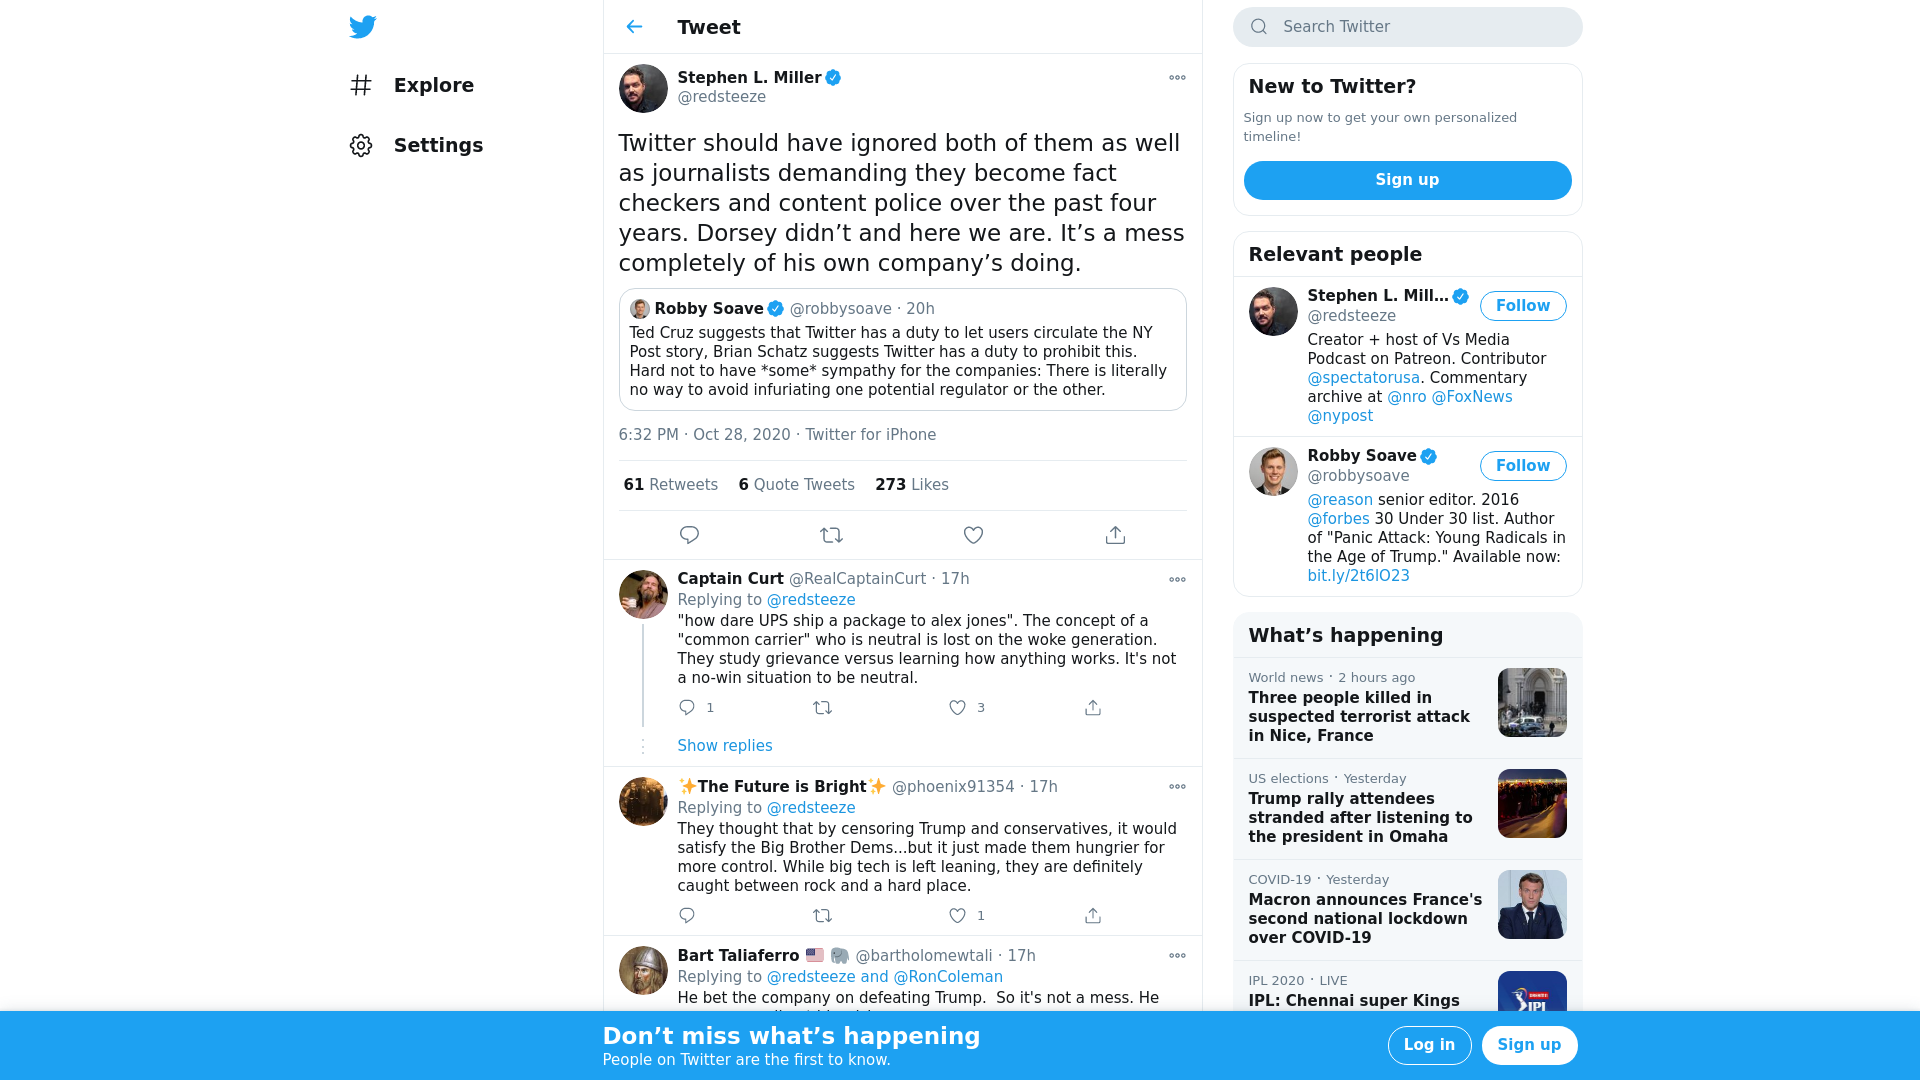 Explore
Settings
Tweet
Stephen L. Miller
@redsteeze
Twitter should have ignored both of them as well
as journalists demanding they become fact
checkers and content police over the past four
years. Dorsey didn’t and here we are. It’s a mess
completely of his own company’s doing.
Robby Soave @robbysoave · 20h
Ted Cruz suggests that Twitter has a duty to let users circulate the NY
Post story, Brian Schatz suggests Twitter has a duty to prohibit this.
Hard not to have *some* sympathy for the companies: There is literally
no way to avoid infuriating one potential regulator or the other.
6:32 PM · Oct 28, 2020 · Twitter for iPhone
61 Retweets 6 Quote Tweets 273 Likes
Captain Curt @RealCaptainCurt · 17h
Replying to @redsteeze
"how dare UPS ship a package to alex jones". The concept of a
"common carrier" who is neutral is lost on the woke generation.
They study grievance versus learning how anything works. It's not
a no-win situation to be neutral.
1 3
Show replies
✨The Future is Bright✨ @phoenix91354 · 17h
Replying to @redsteeze
They thought that by censoring Trump and conservatives, it would
satisfy the Big Brother Dems...but it just made them hungrier for
more control. While big tech is left leaning, they are definitely
caught between rock and a hard place.
1
Bart Taliaferro 🇺🇸 🐘 @bartholomewtali · 17h
Replying to @redsteeze and @RonColeman
He bet the company on defeating Trump.  So it's not a mess. He
Search Twitter
New to Twitter?
Sign up now to get your own personalized
timeline!
Sign up
Relevant people
Stephen L. Mill...
Follow
@redsteeze
Creator + host of Vs Media
Podcast on Patreon. Contributor
@spectatorusa. Commentary
archive at @nro @FoxNews
@nypost
Robby Soave
Follow
@robbysoave
@reason senior editor. 2016
@forbes 30 Under 30 list. Author
of "Panic Attack: Young Radicals in
the Age of Trump." Available now:
bit.ly/2t6lO23
What’s happening
World news · 2 hours ago
Three people killed in
suspected terrorist attack
in Nice, France
US elections · Yesterday
Trump rally attendees
stranded after listening to
the president in Omaha
COVID-19 · Yesterday
Macron announces France's
second national lockdown
over COVID-19
IPL 2020 · LIVE
IPL: Chennai super Kings
IPL
Don’t miss what’s happening
People on Twitter are the first to know.
Log in
Sign up